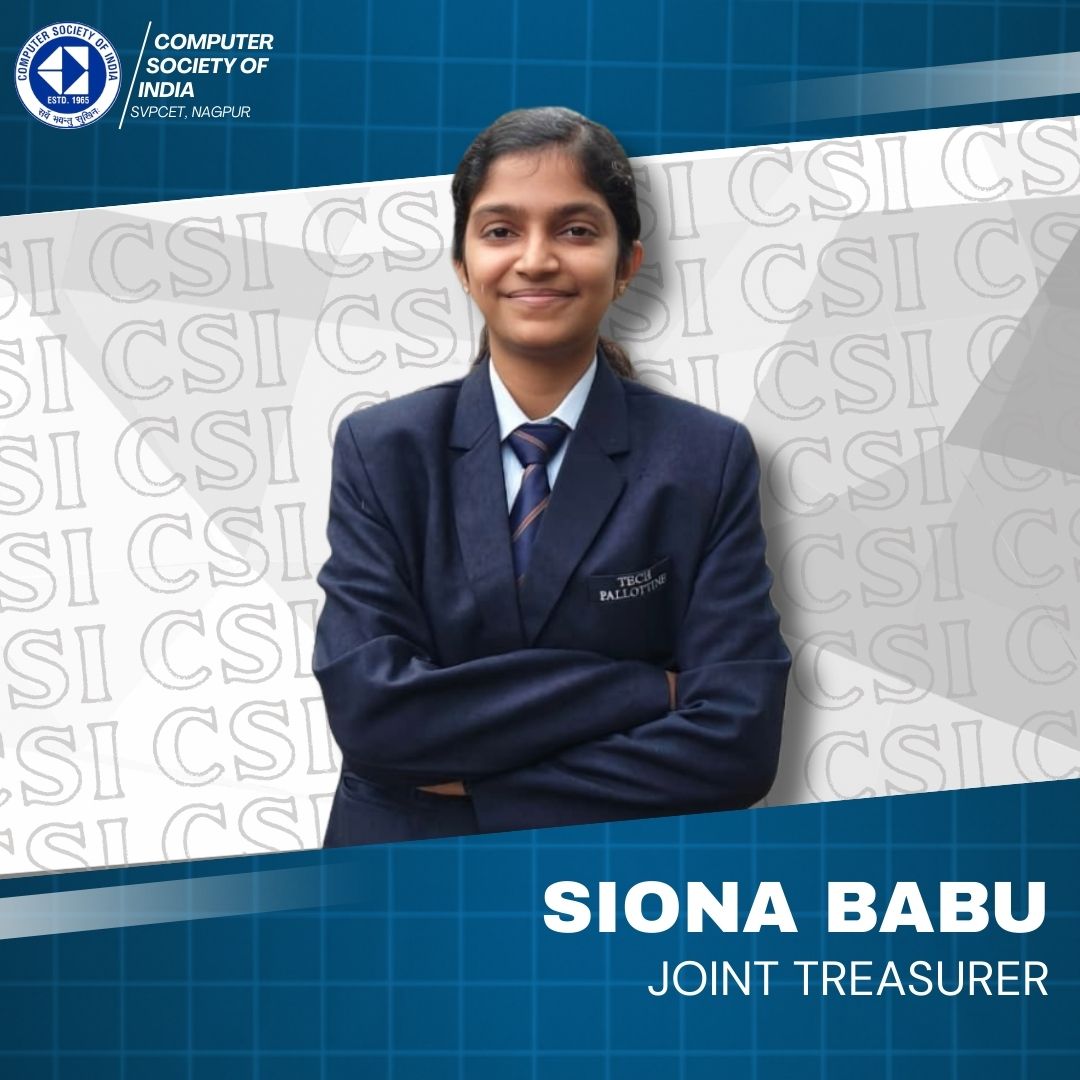 COMPUTER SOCIETY OF INDIA
ESTD. 1965
सर्वे भवन्तु सुखिनः
COMPUTER
SOCIETY OF
INDIA
SVPCET, NAGPUR
CSI CSI CSI CSI CSI CSI
TECH
PALLOTTINE
SIONA BABU
JOINT TREASURER